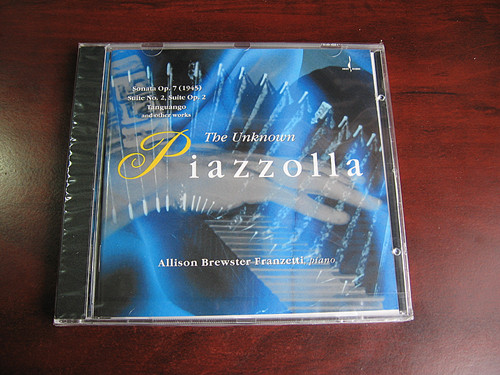 Sonata Op. 7 (1945)
Suite No. 2, Suite Op. 2
Tanguango
and other works
The Unknown
Piazzolla
Allison Brewster Franzetti, piano